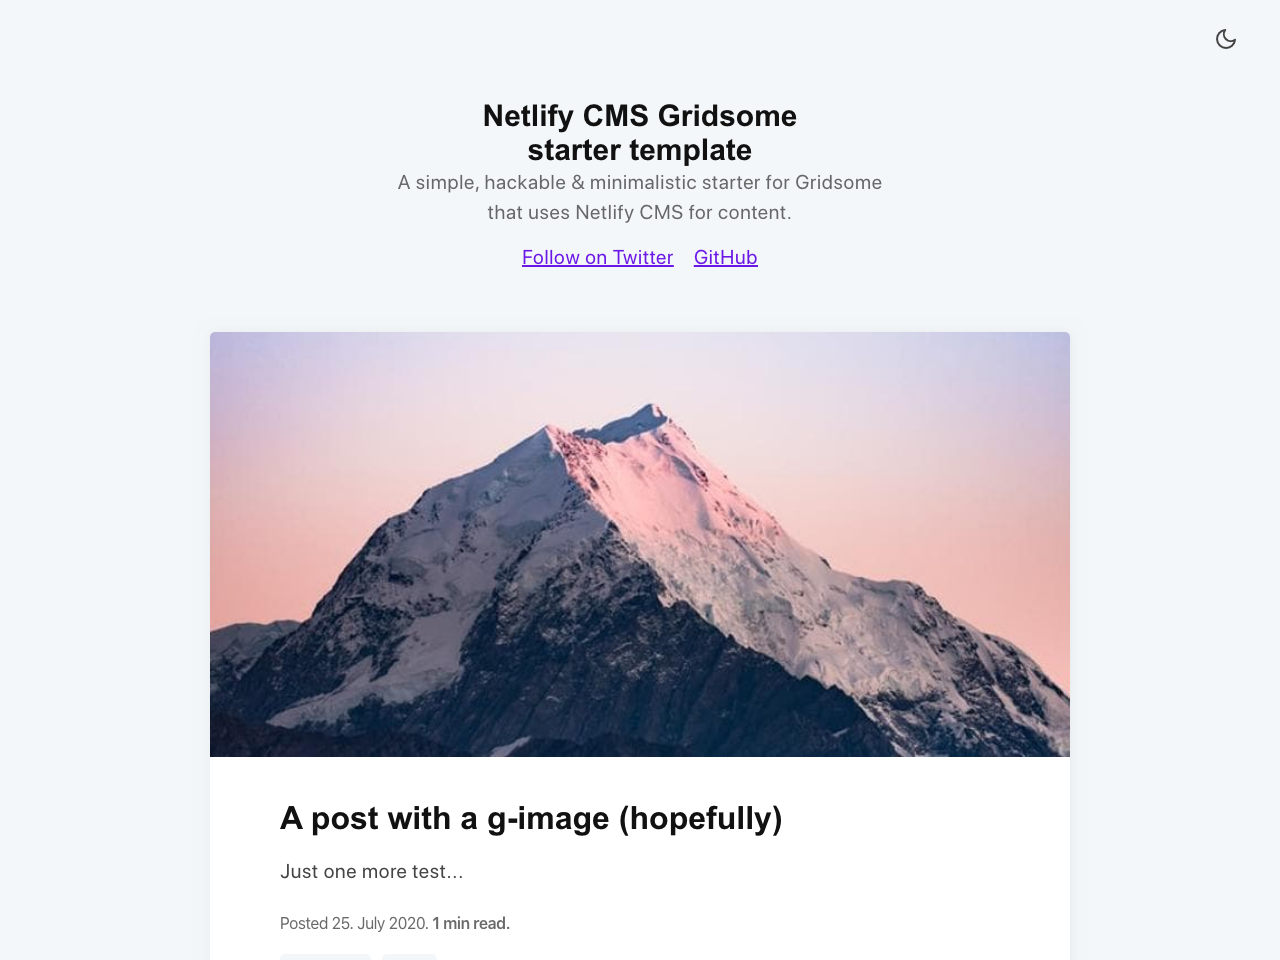 Netlify CMS Gridsome
starter template
A simple, hackable & minimalistic starter for Gridsome
that uses Netlify CMS for content.
Follow on Twitter GitHub
A post with a g-image (hopefully)
Just one more test…
Posted 25. July 2020. 1 min read.